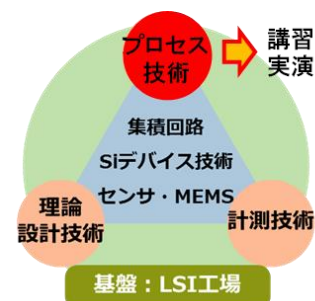 プロセス
技術
講習
実演
集積回路
Siデバイス技術
センサ・MEMS
理論
設計技術
計測技術
基盤：LSI工場